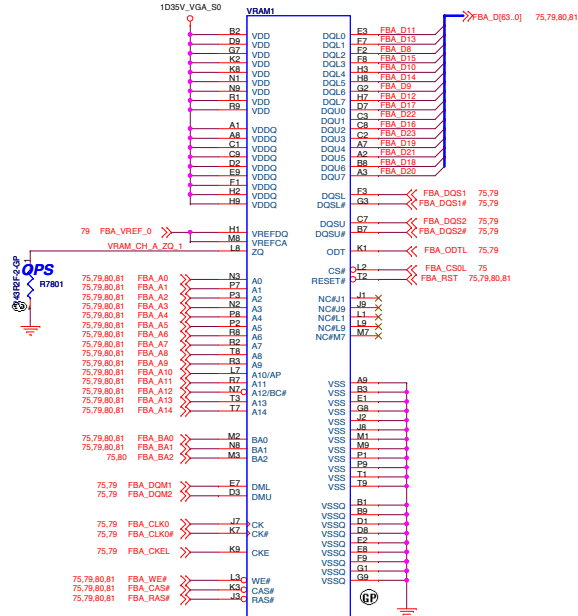 1D35V_VGA_S0
VRAM1
FBA_D[63..0] 75,79,80,81
B2 VDD
D9 VDD
G7 VDD
K2 VDD
K8 VDD
N1 VDD
N9 VDD
R1 VDD
R9 VDD
A1 VDDQ
A8 VDDQ
C1 VDDQ
C9 VDDQ
D2 VDDQ
E9 VDDQ
F1 VDDQ
H2 VDDQ
H9 VDDQ
DQL0 E3 FBA_D11
DQL1 F7 FBA_D13
DQL2 F2 FBA_D8
DQL3 F8 FBA_D15
DQL4 H3 FBA_D10
DQL5 H8 FBA_D14
DQL6 G2 FBA_D9
DQL7 H7 FBA_D12
DQU0 D7 FBA_D17
DQU1 C3 FBA_D22
DQU2 C8 FBA_D16
DQU3 C2 FBA_D23
DQU4 A7 FBA_D19
DQU5 A2 FBA_D21
DQU6 B8 FBA_D18
DQU7 A3 FBA_D20
DQSL F3 FBA_DQS1 75,79
DQSL# G3 FBA_DQS1# 75,79
DQSU C7 FBA_DQS2 75,79
DQSU# B7 FBA_DQS2# 75,79
79 FBA_VREF_0 H1 VREFDQ
M8 VREFCA
VRAM_CH_A_ZQ_1 L8 ZQ
ODT K1 FBA_ODTL 75,79
CS# L2 FBA_CS0L 75
RESET# T2 FBA_RST 75,79,80,81
OPS
R7801
75,79,80,81 FBA_A0 N3 A0
75,79,80,81 FBA_A1 P7 A1
75,79,80,81 FBA_A2 P3 A2
75,79,80,81 FBA_A3 N2 A3
75,79,80,81 FBA_A4 P8 A4
75,79,80,81 FBA_A5 P2 A5
75,79,80,81 FBA_A6 R8 A6
75,79,80,81 FBA_A7 R2 A7
75,79,80,81 FBA_A8 T8 A8
75,79,80,81 FBA_A9 R3 A9
75,79,80,81 FBA_A10 L7 A10/AP
75,79,80,81 FBA_A11 R7 A11
75,79,80,81 FBA_A12 N7 A12/BC#
75,79,80,81 FBA_A13 T3 A13
75,79,80,81 FBA_A14 T7 A14
NC#J1 J1
NC#J9 J9
NC#L1 L1
NC#L9 L9
NC#M7 M7
75,79,80,81 FBA_BA0 M2 BA0
75,79,80,81 FBA_BA1 N8 BA1
75,80 FBA_BA2 M3 BA2
75,79 FBA_DQM1 E7 DML
75,79 FBA_DQM2 D3 DMU
75,79 FBA_CLK0 J7 CK
75,79 FBA_CLK0# K7 CK#
75,79 FBA_CKEL K9 CKE
75,79,80,81 FBA_WE# L3 WE#
75,79,80,81 FBA_CAS# K3 CAS#
75,79,80,81 FBA_RAS# J3 RAS#
VSS A9
VSS B3
VSS E1
VSS G8
VSS J2
VSS J8
VSS M1
VSS M9
VSS P1
VSS P9
VSS T1
VSS T9
VSSQ B1
VSSQ B9
VSSQ D1
VSSQ D8
VSSQ E2
VSSQ E8
VSSQ F9
VSSQ G1
VSSQ G9
GP